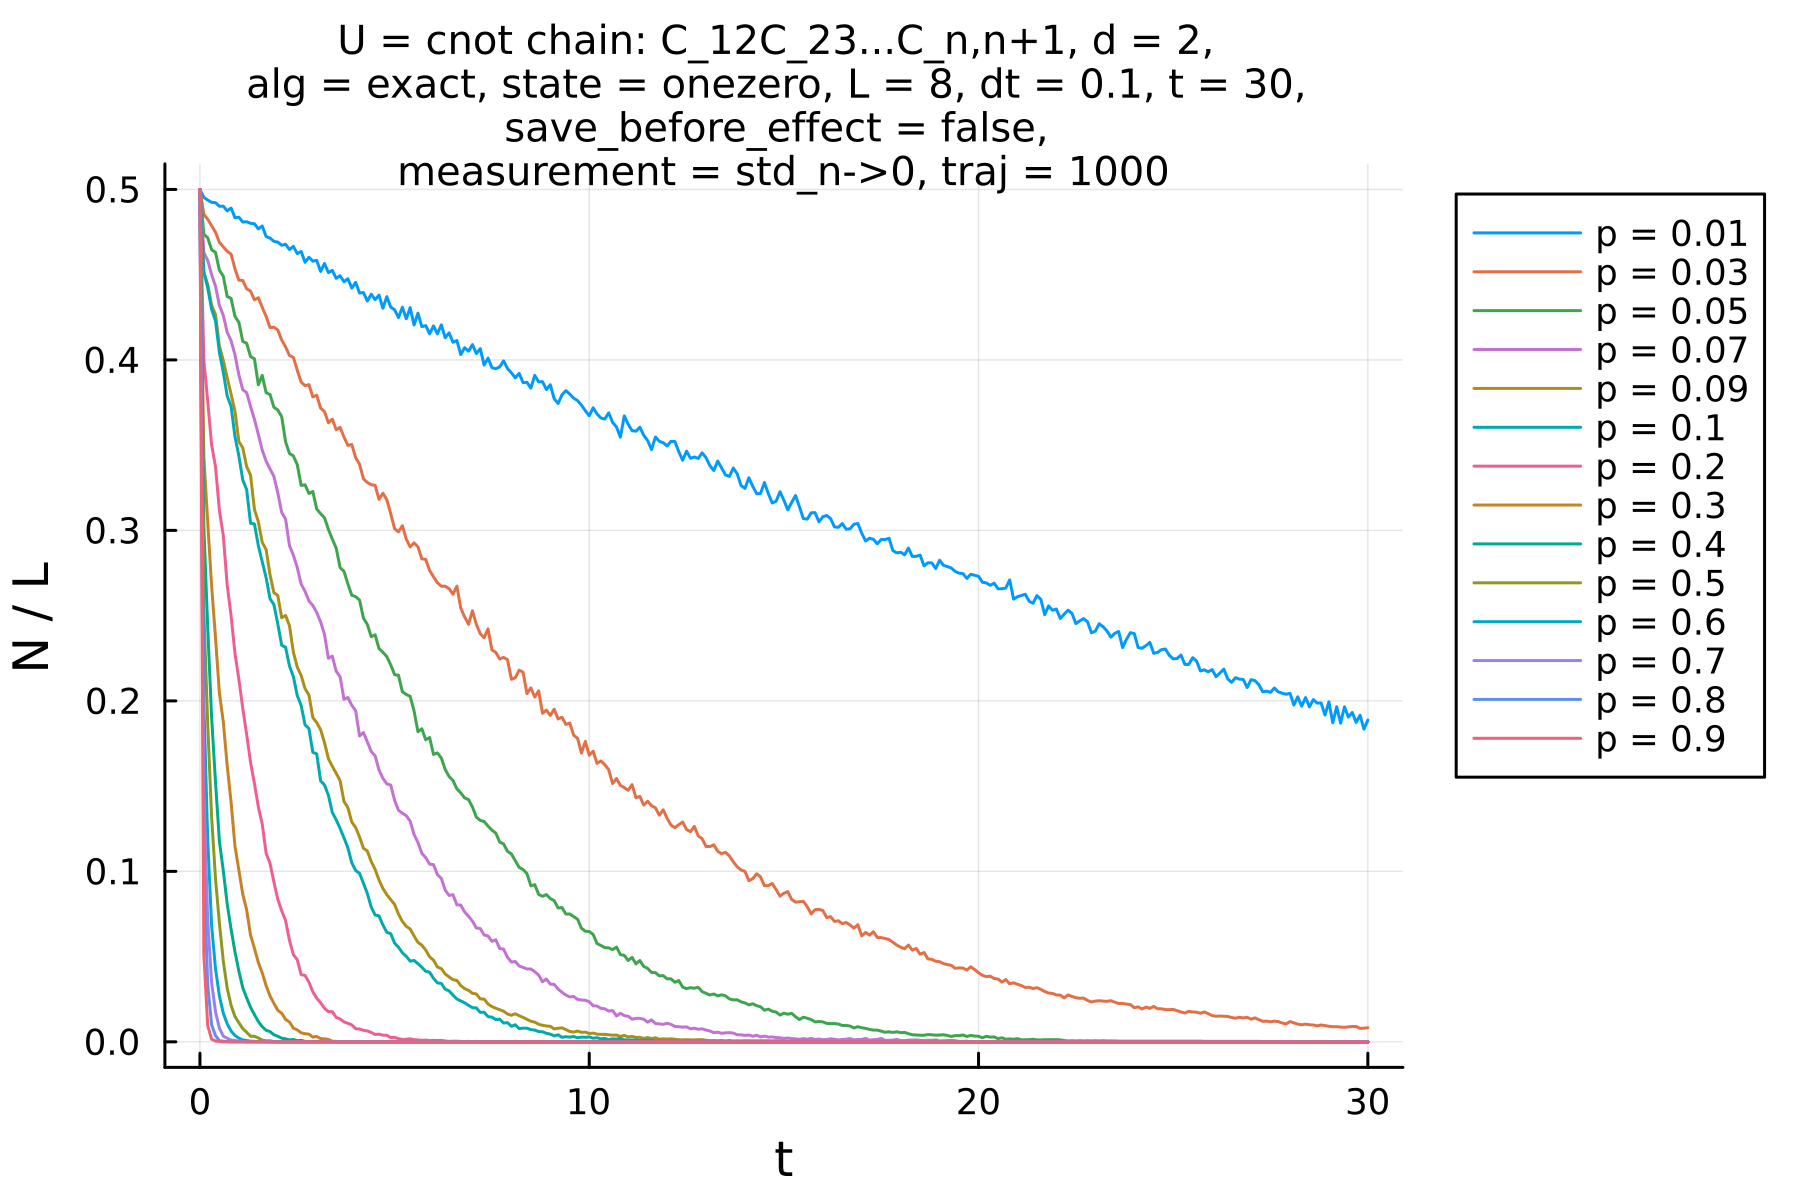 U = cnot chain: C_12C_23...C_n,n+1, d = 2,
alg = exact, state = onezero, L = 8, dt = 0.1, t = 30,
save_before_effect = false,
measurement = std_n->0, traj = 1000
0.5
0.4
0.3
0.2
0.1
0.0
N / L
0
10
20
30
t
p = 0.01
p = 0.03
p = 0.05
p = 0.07
p = 0.09
p = 0.1
p = 0.2
p = 0.3
p = 0.4
p = 0.5
p = 0.6
p = 0.7
p = 0.8
p = 0.9